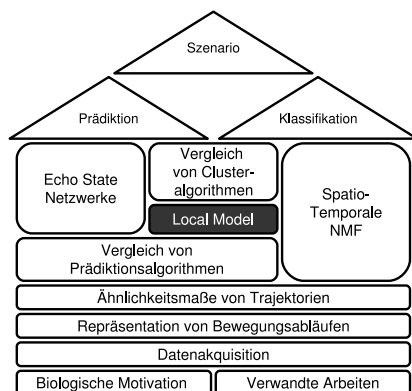 Szenario
Prädiktion
Klassifikation
Echo State
Netzwerke
Vergleich
von Cluster-
algorithmen
Local Model
Spatio-
Temporale
NMF
Vergleich von
Prädiktionsalgorithmen
Ähnlichkeitsmaße von Trajektorien
Repräsentation von Bewegungsabläufen
Datenakquisition
Biologische Motivation
Verwandte Arbeiten